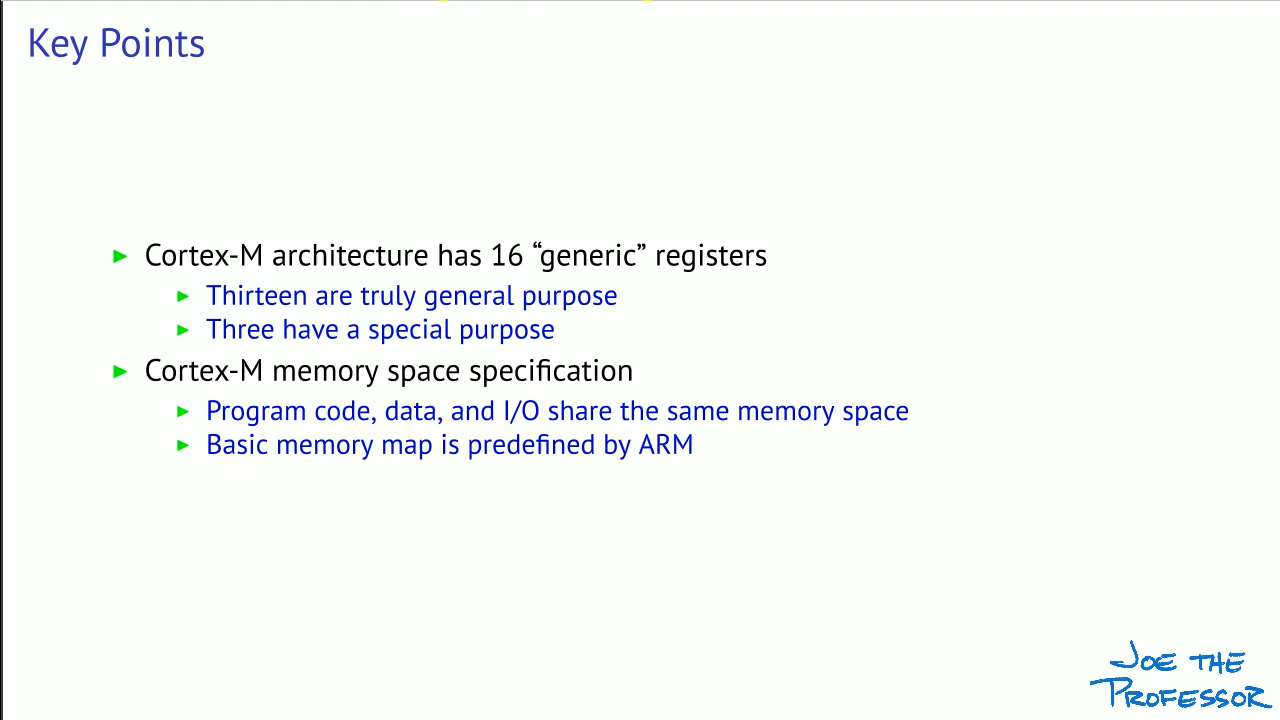 Key Points
Cortex-M architecture has 16 “generic” registers
Thirteen are truly general purpose
Three have a special purpose
Cortex-M memory space specification
Program code, data, and I/O share the same memory space
Basic memory map is predefined by ARM
JOE THE
PROFESSOR